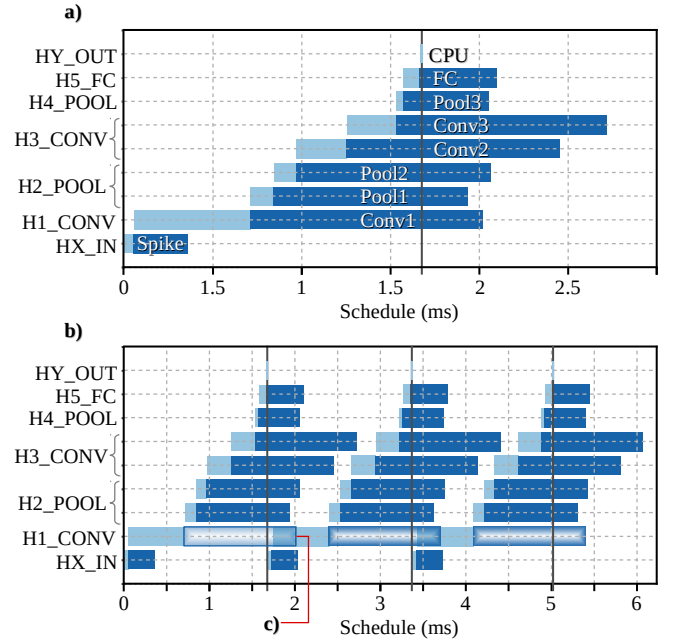 a)
HY_OUT
CPU
H5_FC
FC
H4_POOL
Pool3
Conv3
H3_CONV
Conv2
Pool2
H2_POOL
Pool1
H1_CONV
Conv1
HX_IN
Spike
0 1.5 1 1.5 2 2.5
Schedule (ms)
b)
HY_OUT
H5_FC
H4_POOL
H3_CONV
H2_POOL
H1_CONV
HX_IN
0 1 2 3 4 5 6
c)
Schedule (ms)